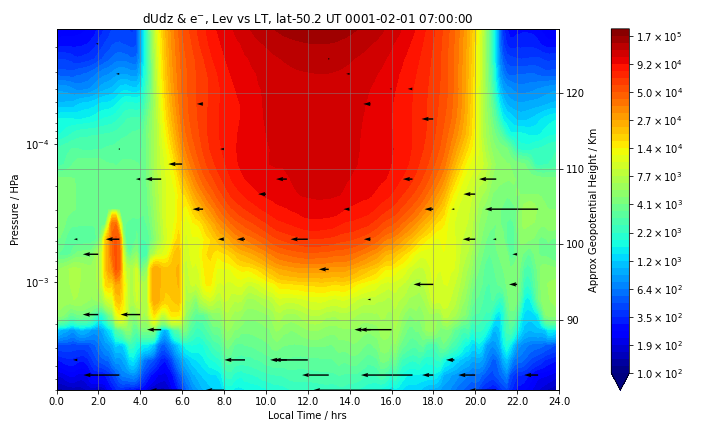 dUdz & e⁻, Lev vs LT, lat-50.2 UT 0001-02-01 07:00:00
Pressure / HPa
10⁻⁴
10⁻³
0.0 2.0 4.0 6.0 8.0 10.0 12.0 14.0 16.0 18.0 20.0 22.0 24.0
Local Time / hrs
120
110
100
90
Approx Geopotential Height / Km
1.7 × 10⁵
9.2 × 10⁴
5.0 × 10⁴
2.7 × 10⁴
1.4 × 10⁴
7.7 × 10³
4.1 × 10³
2.2 × 10³
1.2 × 10³
6.4 × 10²
3.5 × 10²
1.9 × 10²
1.0 × 10²